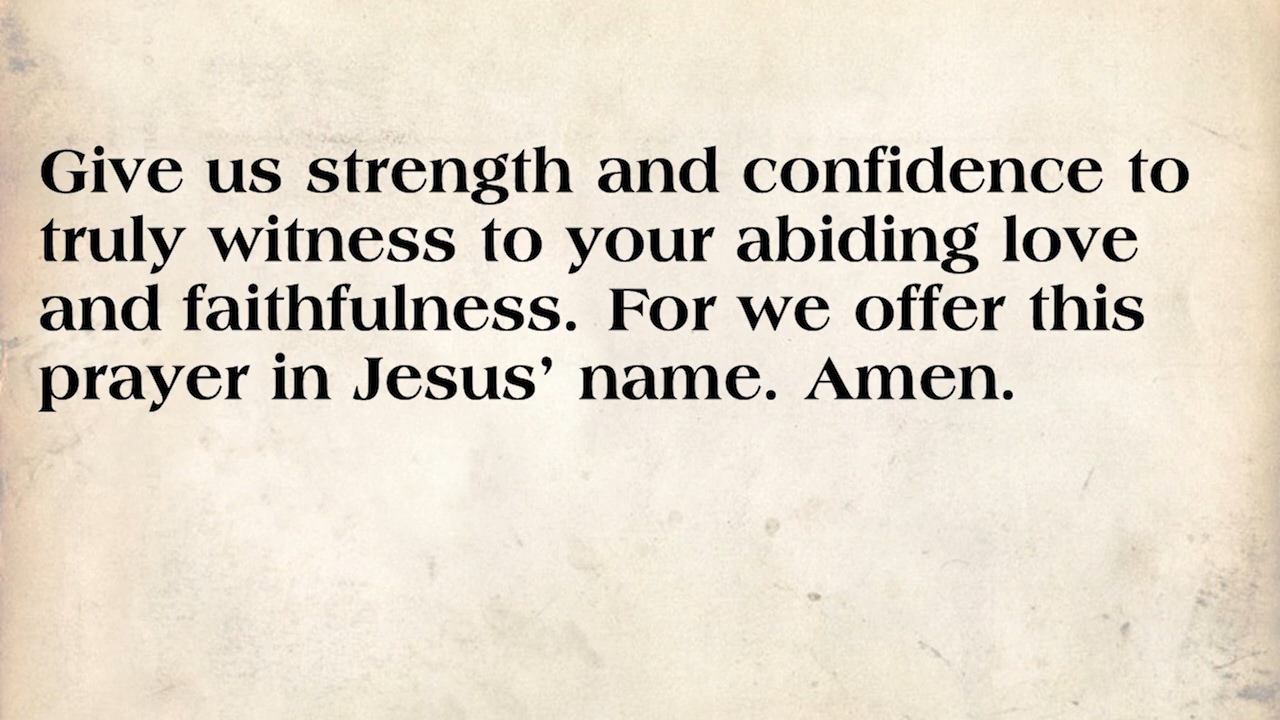 Give us strength and confidence to
truly witness to your abiding love
and faithfulness. For we offer this
prayer in Jesus’ name. Amen.